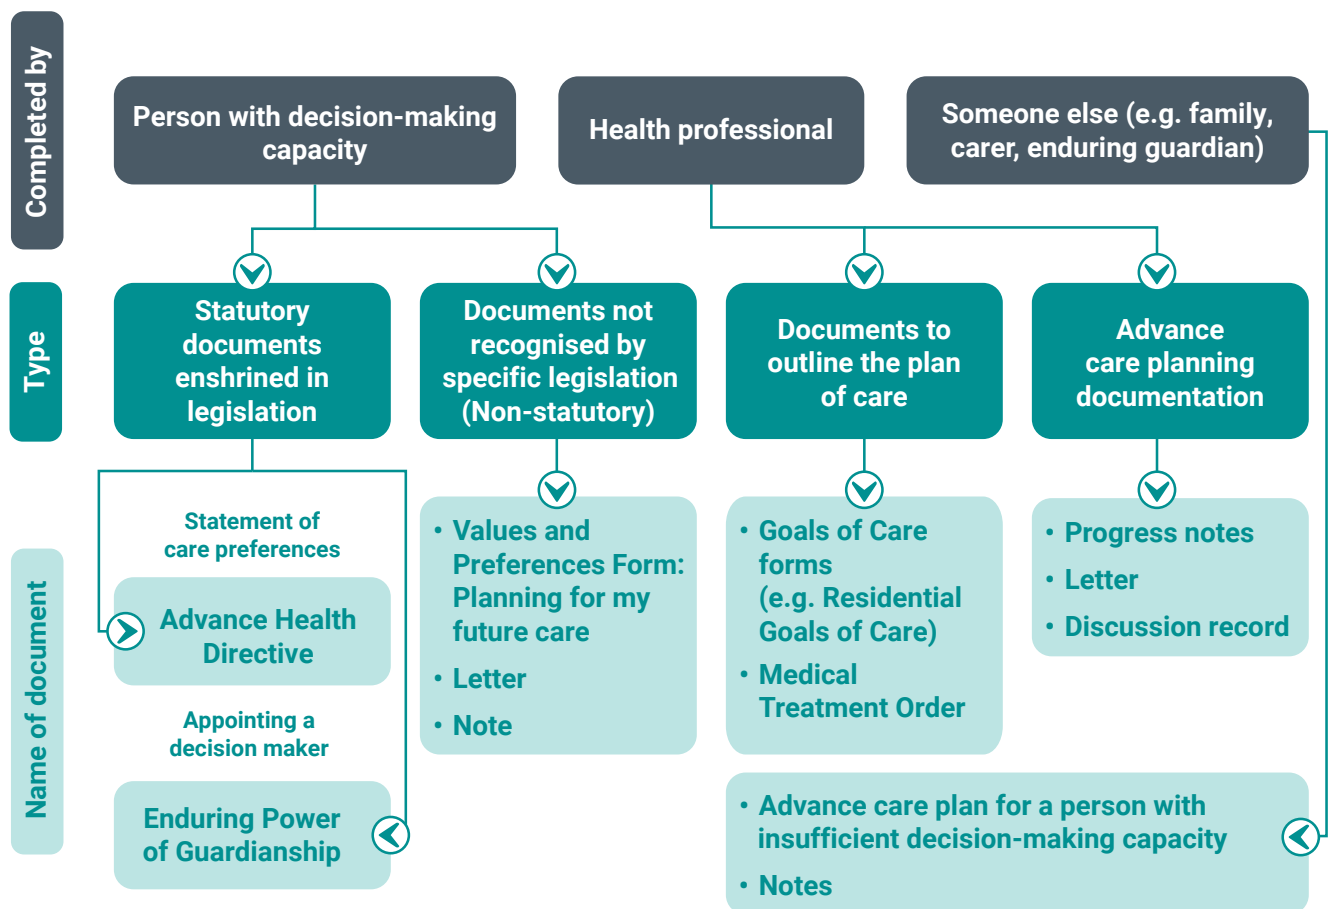 Completed by
Person with decision-making
capacity
Health professional
Someone else (e.g. family,
carer, enduring guardian)
Type
Statutory
documents
enshrined in
legislation
Documents not
recognised by
specific legislation
(Non-statutory)
Documents to
outline the plan
of care
Advance
care planning
documentation
Name of document
Statement of
care preferences
Advance Health
Directive
Appointing a
decision maker
Enduring Power
of Guardianship
• Values and
Preferences Form:
Planning for my
future care
• Letter
• Note
• Goals of Care
forms
(e.g. Residential
Goals of Care)
• Medical
Treatment Order
• Progress notes
• Letter
• Discussion record
• Advance care plan for a person with
insufficient decision-making capacity
• Notes